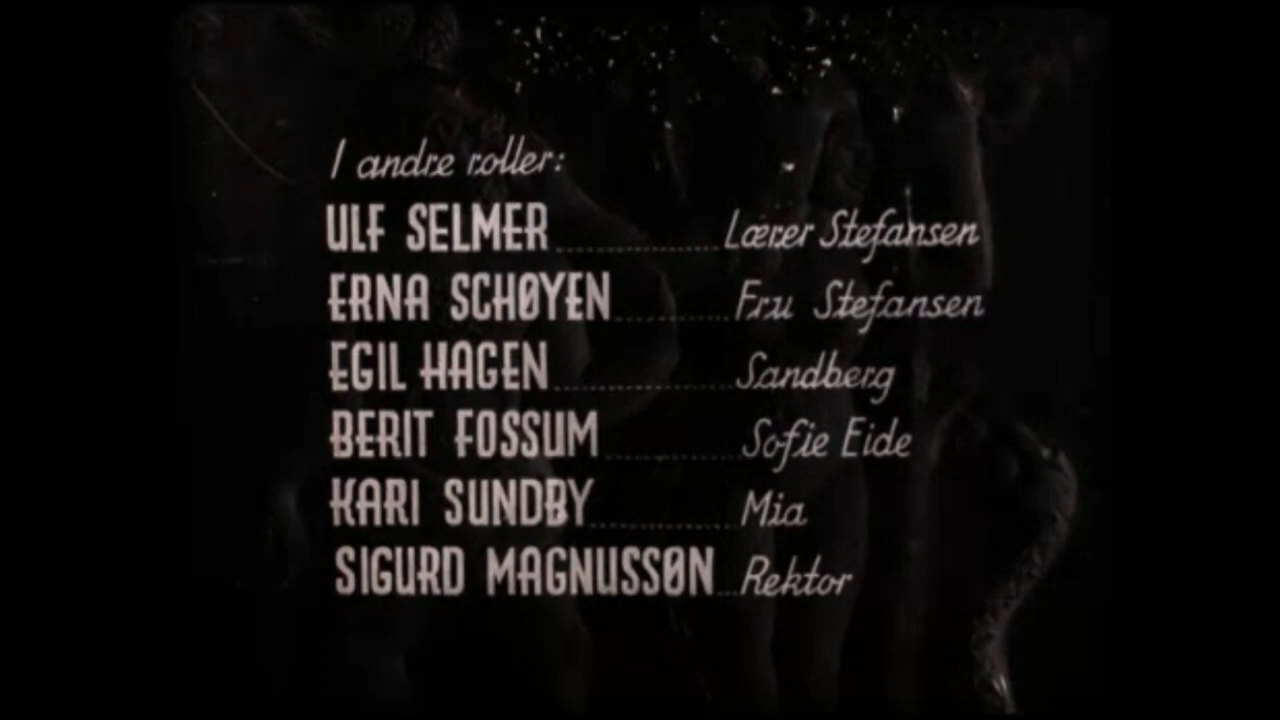 I andre roller:
ULF SELMER.....................Lærer Stefansen
ERNA SCHØYEN...............Fru Stefansen
EGIL HAGEN........................Sandberg
BERIT FOSSUM..................Sofie Eide
KARI SUNDBY....................Mia
SIGURD MAGNUSSØN...Rektor